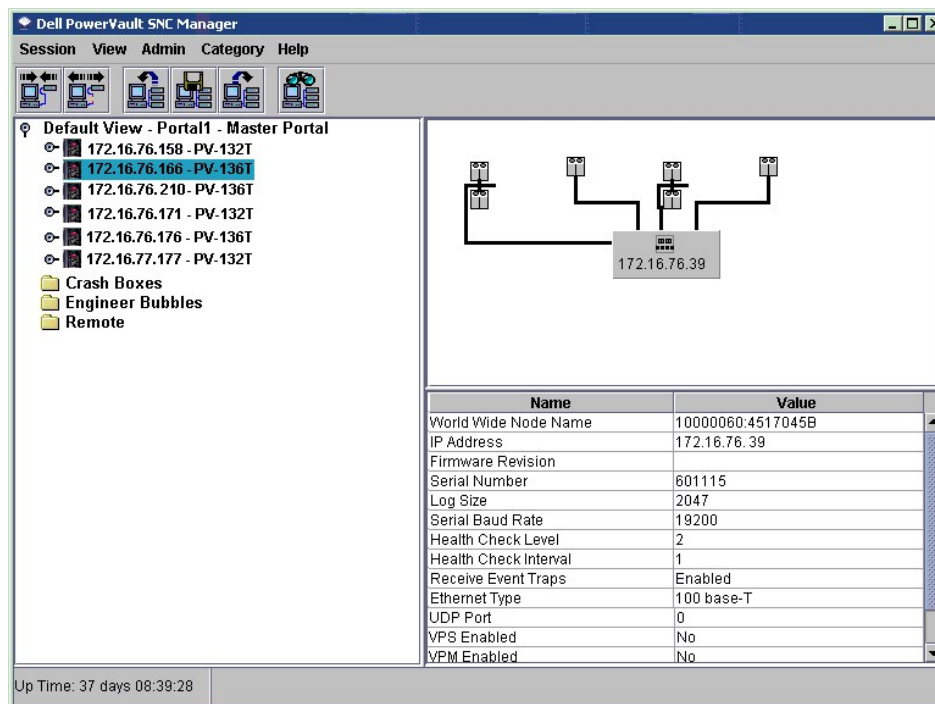 Dell PowerVault SNC Manager
Session View Admin Category Help
Default View - Portal1 - Master Portal
172.16.76.158 - PV-132T
172.16.76.166 - PV-136T
172.16.76.210- PV-136T
172.16.76.171 - PV-132T
172.16.76.176 - PV-136T
172.16.77.177 - PV-132T
Crash Boxes
Engineer Bubbles
Remote
172.16.76.39
Name Value
World Wide Node Name 10000060:4517045B
IP Address 172.16.76.39
Firmware Revision
Serial Number 601115
Log Size 2047
Serial Baud Rate 19200
Health Check Level 2
Health Check Interval 1
Receive Event Traps Enabled
Ethernet Type 100 base-T
UDP Port 0
VPS Enabled No
VPM Enabled No
Up Time: 37 days 08:39:28